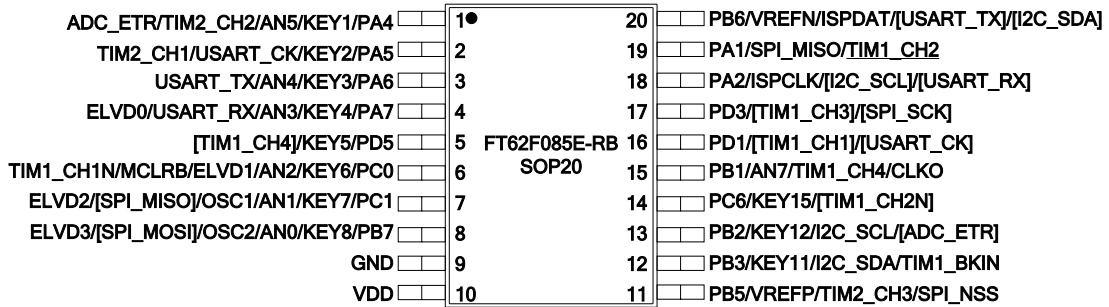 ADC_ETR/TIM2_CH2/AN5/KEY1/PA4 1 20 PB6/VREFN/ISPDAT/[USART_TX]/[I2C_SDA]
TIM2_CH1/USART_CK/KEY2/PA5 2 19 PA1/SPI_MISO/TIM1_CH2
USART_TX/AN4/KEY3/PA6 3 18 PA2/ISPCLK/[I2C_SCL]/[USART_RX]
ELVD0/USART_RX/AN3/KEY4/PA7 4 17 PD3/[TIM1_CH3]/[SPI_SCK]
[TIM1_CH4]/KEY5/PD5 5 FT62F085E-RB 16 PD1/[TIM1_CH1]/[USART_CK]
TIM1_CH1N/MCLRB/ELVD1/AN2/KEY6/PC0 6 SOP20 15 PB1/AN7/TIM1_CH4/CLKO
ELVD2/[SPI_MISO]/OSC1/AN1/KEY7/PC1 7 14 PC6/KEY15/[TIM1_CH2N]
ELVD3/[SPI_MOSI]/OSC2/AN0/KEY8/PB7 8 13 PB2/KEY12/I2C_SCL/[ADC_ETR]
GND 9 12 PB3/KEY11/I2C_SDA/TIM1_BKIN
VDD 10 11 PB5/VREFP/TIM2_CH3/SPI_NSS